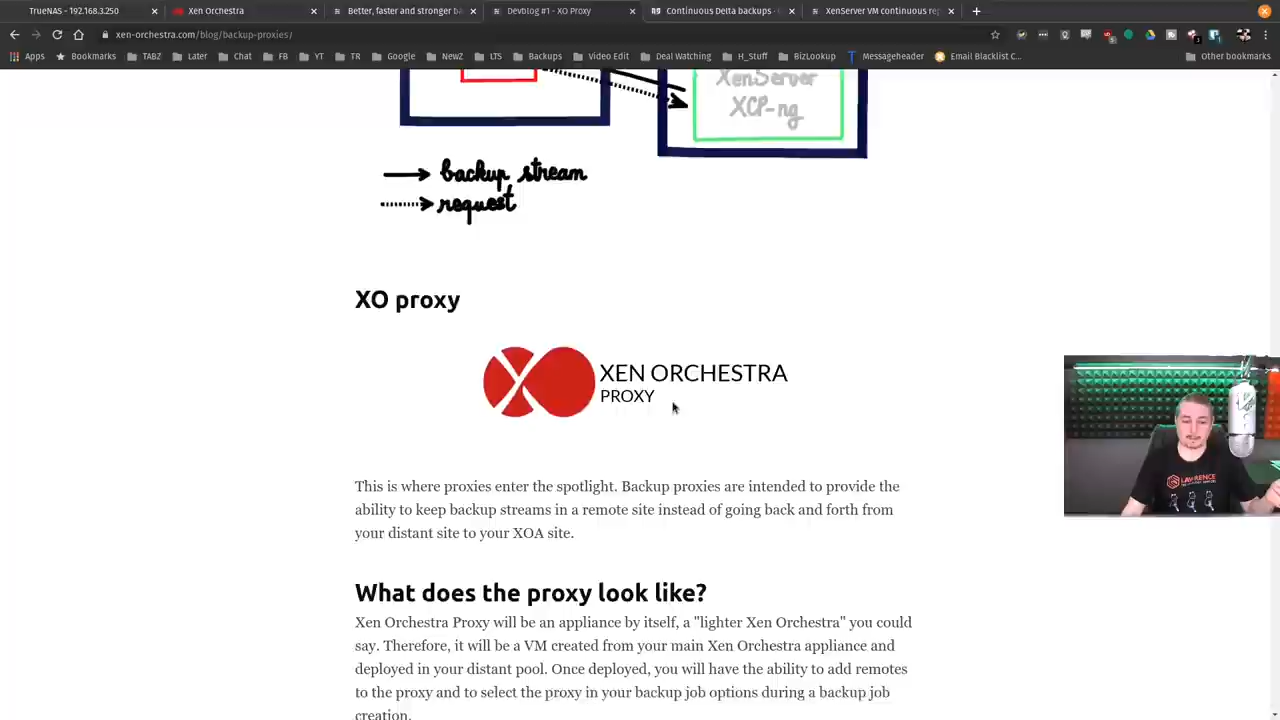 TrueNAS - 192.168.3.250
Xen Orchestra
Better, faster and stronger ba
Devblog #1 - XO Proxy
Continuous Delta backups
XenServer VM continuous rep
xen-orchestra.com/blog/backup-proxies/
Apps
Bookmarks
TABZ
Later
Chat
FB
YT
TR
Google
NewZ
LTS
Backups
Video Edit
Deal Watching
H_Stuff
BizLookup
Messageheader
Email Blacklist C...
Other bookmarks
XenServer
XCP-ng
backup stream
request
XO proxy
XEN ORCHESTRA
PROXY
This is where proxies enter the spotlight. Backup proxies are intended to provide the
ability to keep backup streams in a remote site instead of going back and forth from
your distant site to your XOA site.
LAWRENCE
What does the proxy look like?
Xen Orchestra Proxy will be an appliance by itself, a "lighter Xen Orchestra" you could
say. Therefore, it will be a VM created from your main Xen Orchestra appliance and
deployed in your distant pool. Once deployed, you will have the ability to add remotes
to the proxy and to select the proxy in your backup job options during a backup job
creation.